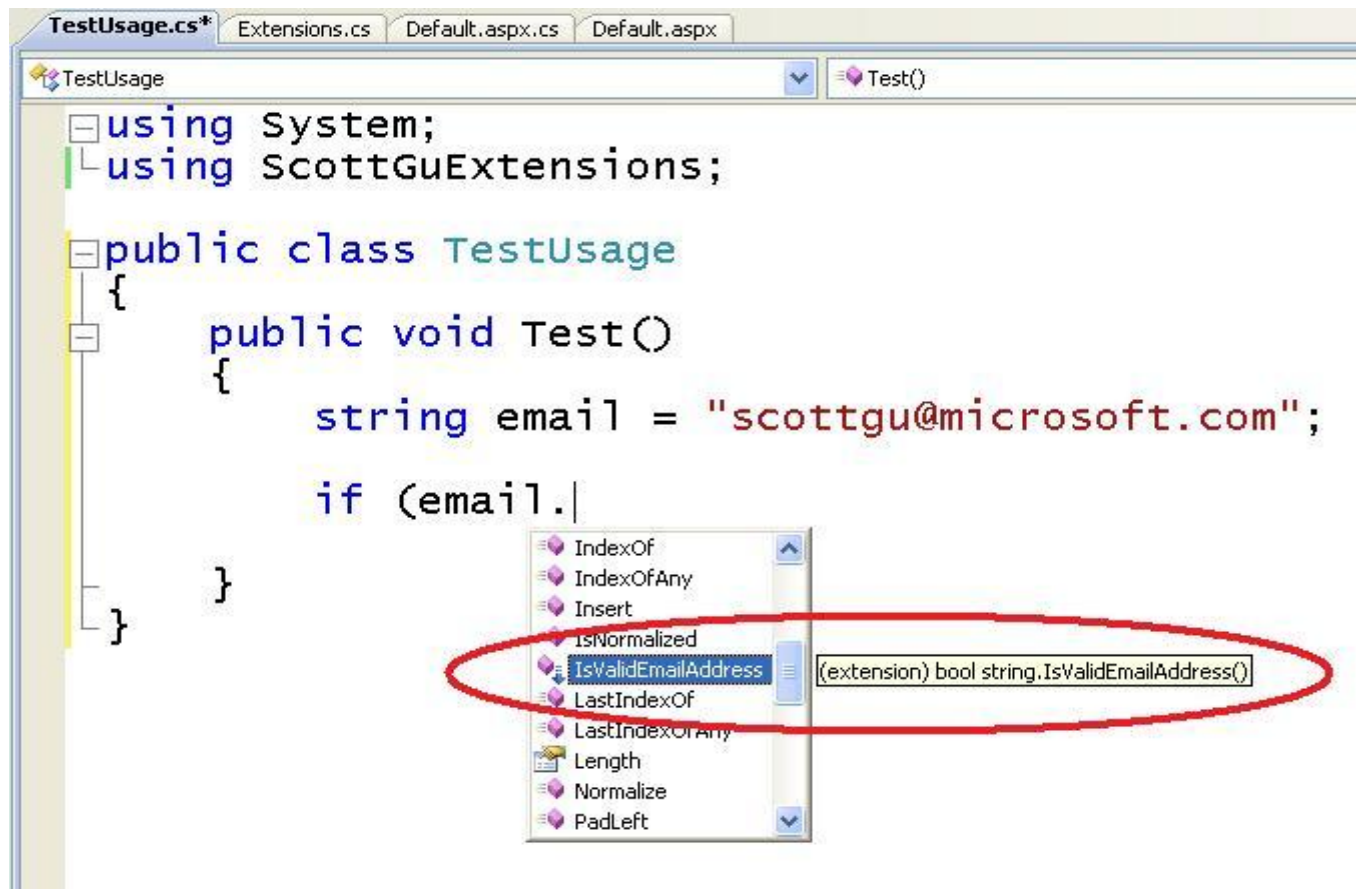 TestUsage.cs* Extensions.cs Default.aspx.cs Default.aspx
TestUsage Test()
using System;
using ScottGuExtensions;
public class TestUsage
{
public void Test()
{
string email = "scottgu@microsoft.com";
if (email.
IndexOf
IndexOfAny
Insert
IsNormalized
IsValidEmailAddress (extension) bool string.IsValidEmailAddress()
LastIndexOf
LastIndexOfAny
Length
Normalize
PadLeft
}
}